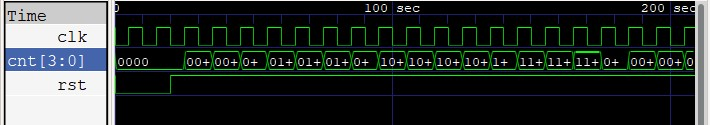 Time
0 100 sec 200 sec
clk
cnt[3:0] 0000 00+ 00+ 0+ 01+ 01+ 01+ 0+ 10+ 10+ 10+ 10+ 1+ 11+ 11+ 11+ 0+ 00+ 00+ 0
rst